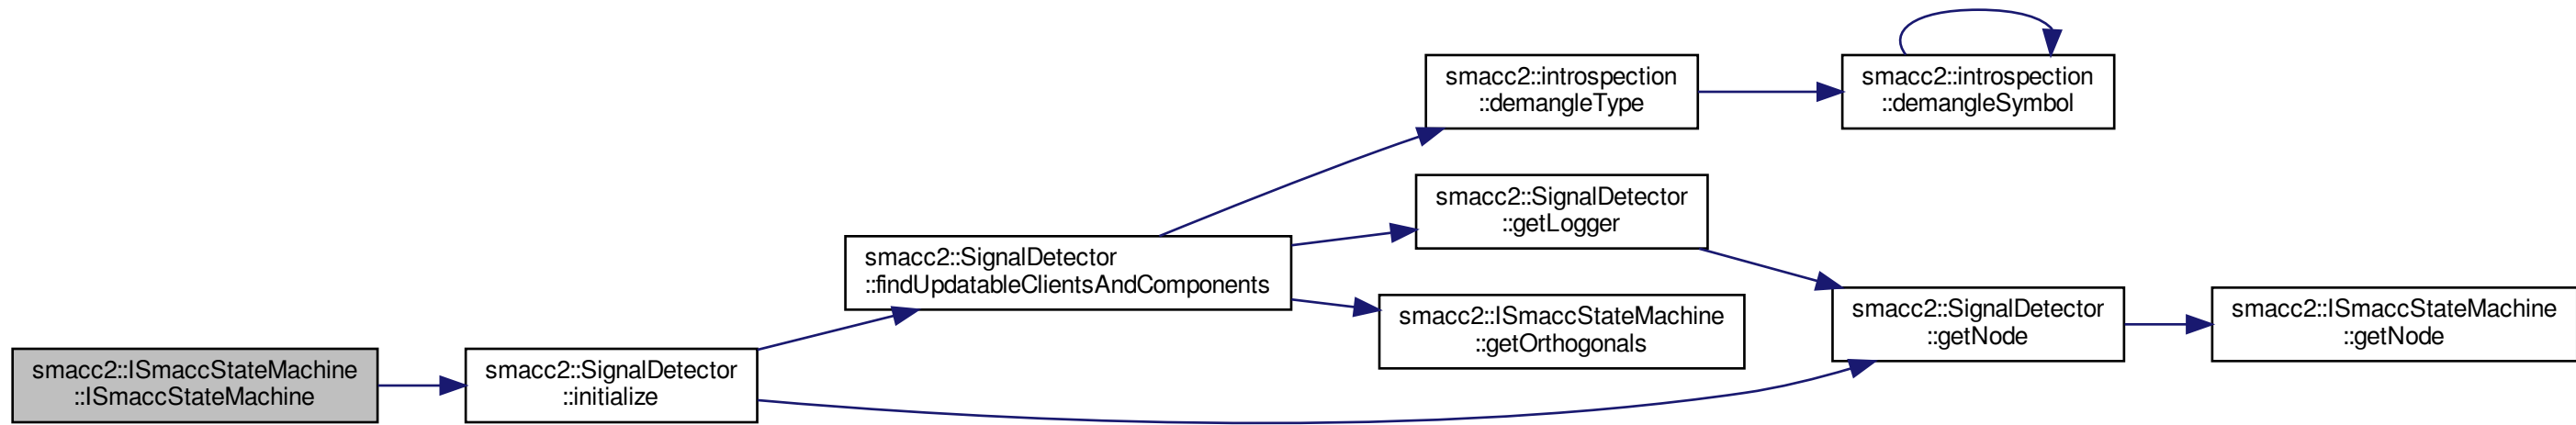 smacc2::ISmaccStateMachine
::ISmaccStateMachine
smacc2::SignalDetector
::initialize
smacc2::SignalDetector
::findUpdatableClientsAndComponents
smacc2::introspection
::demangleType
smacc2::introspection
::demangleSymbol
smacc2::SignalDetector
::getLogger
smacc2::ISmaccStateMachine
::getOrthogonals
smacc2::SignalDetector
::getNode
smacc2::ISmaccStateMachine
::getNode